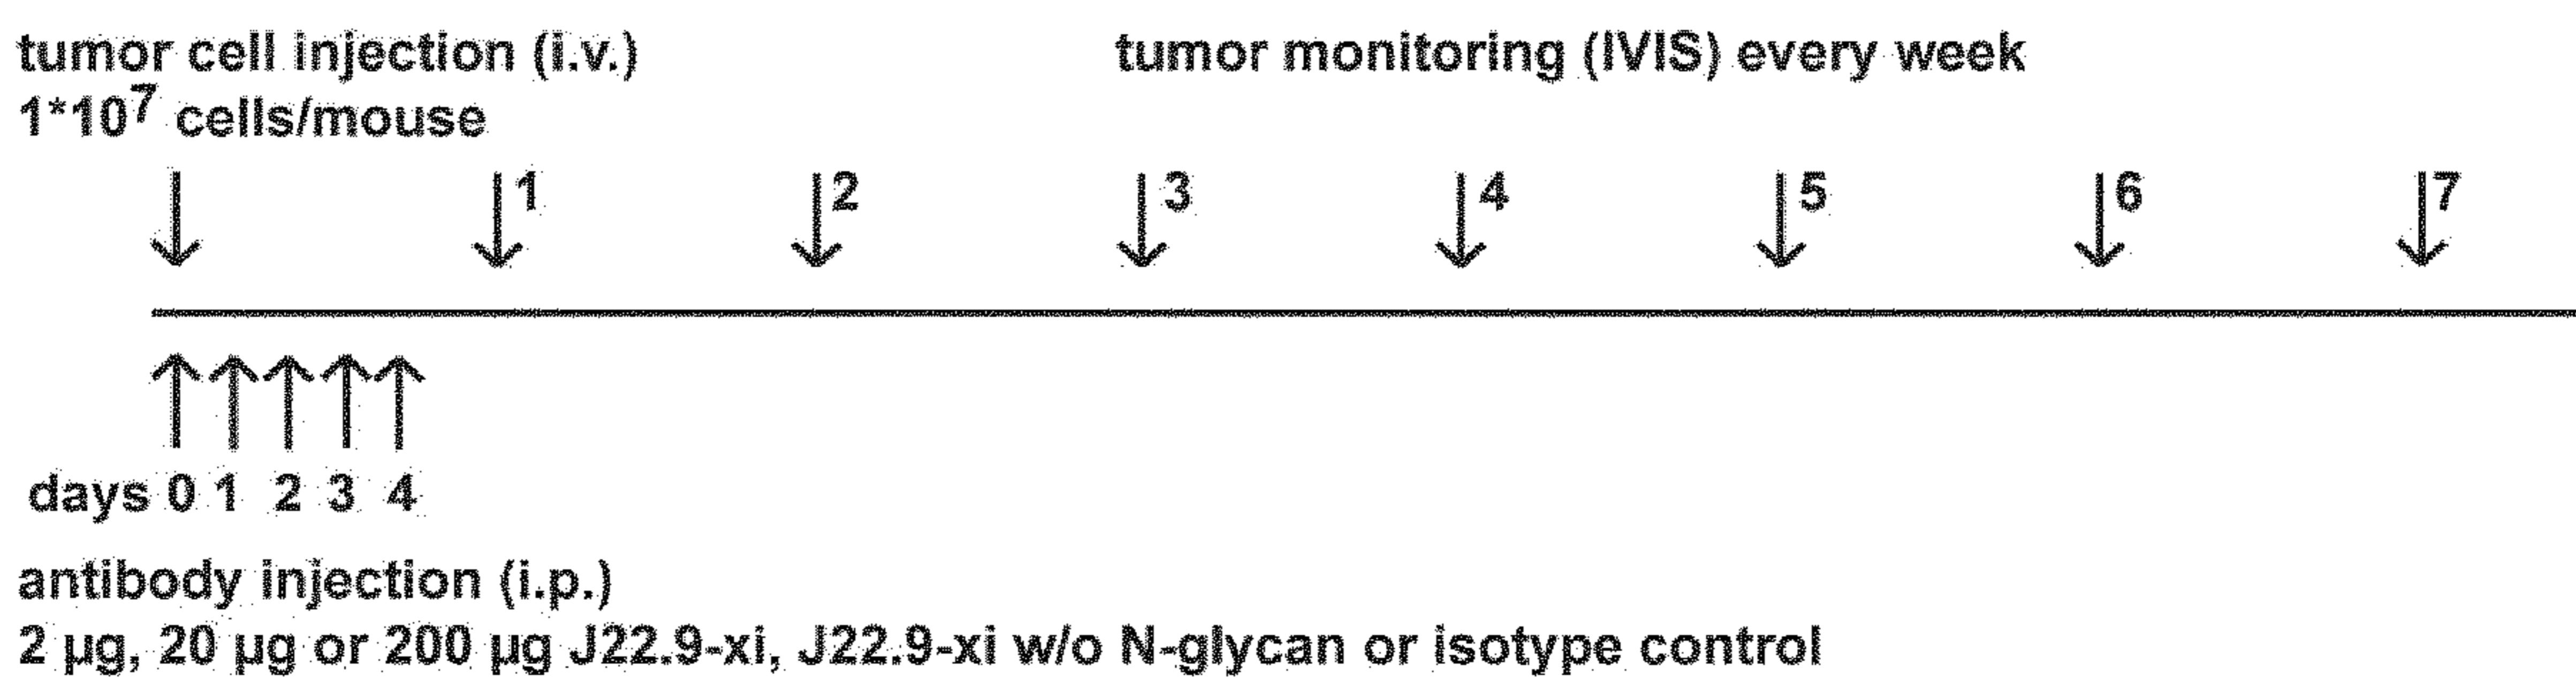 tumor cell injection (i.v.)
1*10⁷ cells/mouse
tumor monitoring (IVIS) every week
1 2 3 4 5 6 7
days 0 1 2 3 4
antibody injection (i.p.)
2 µg, 20 µg or 200 µg J22.9-xi, J22.9-xi w/o N-glycan or isotype control